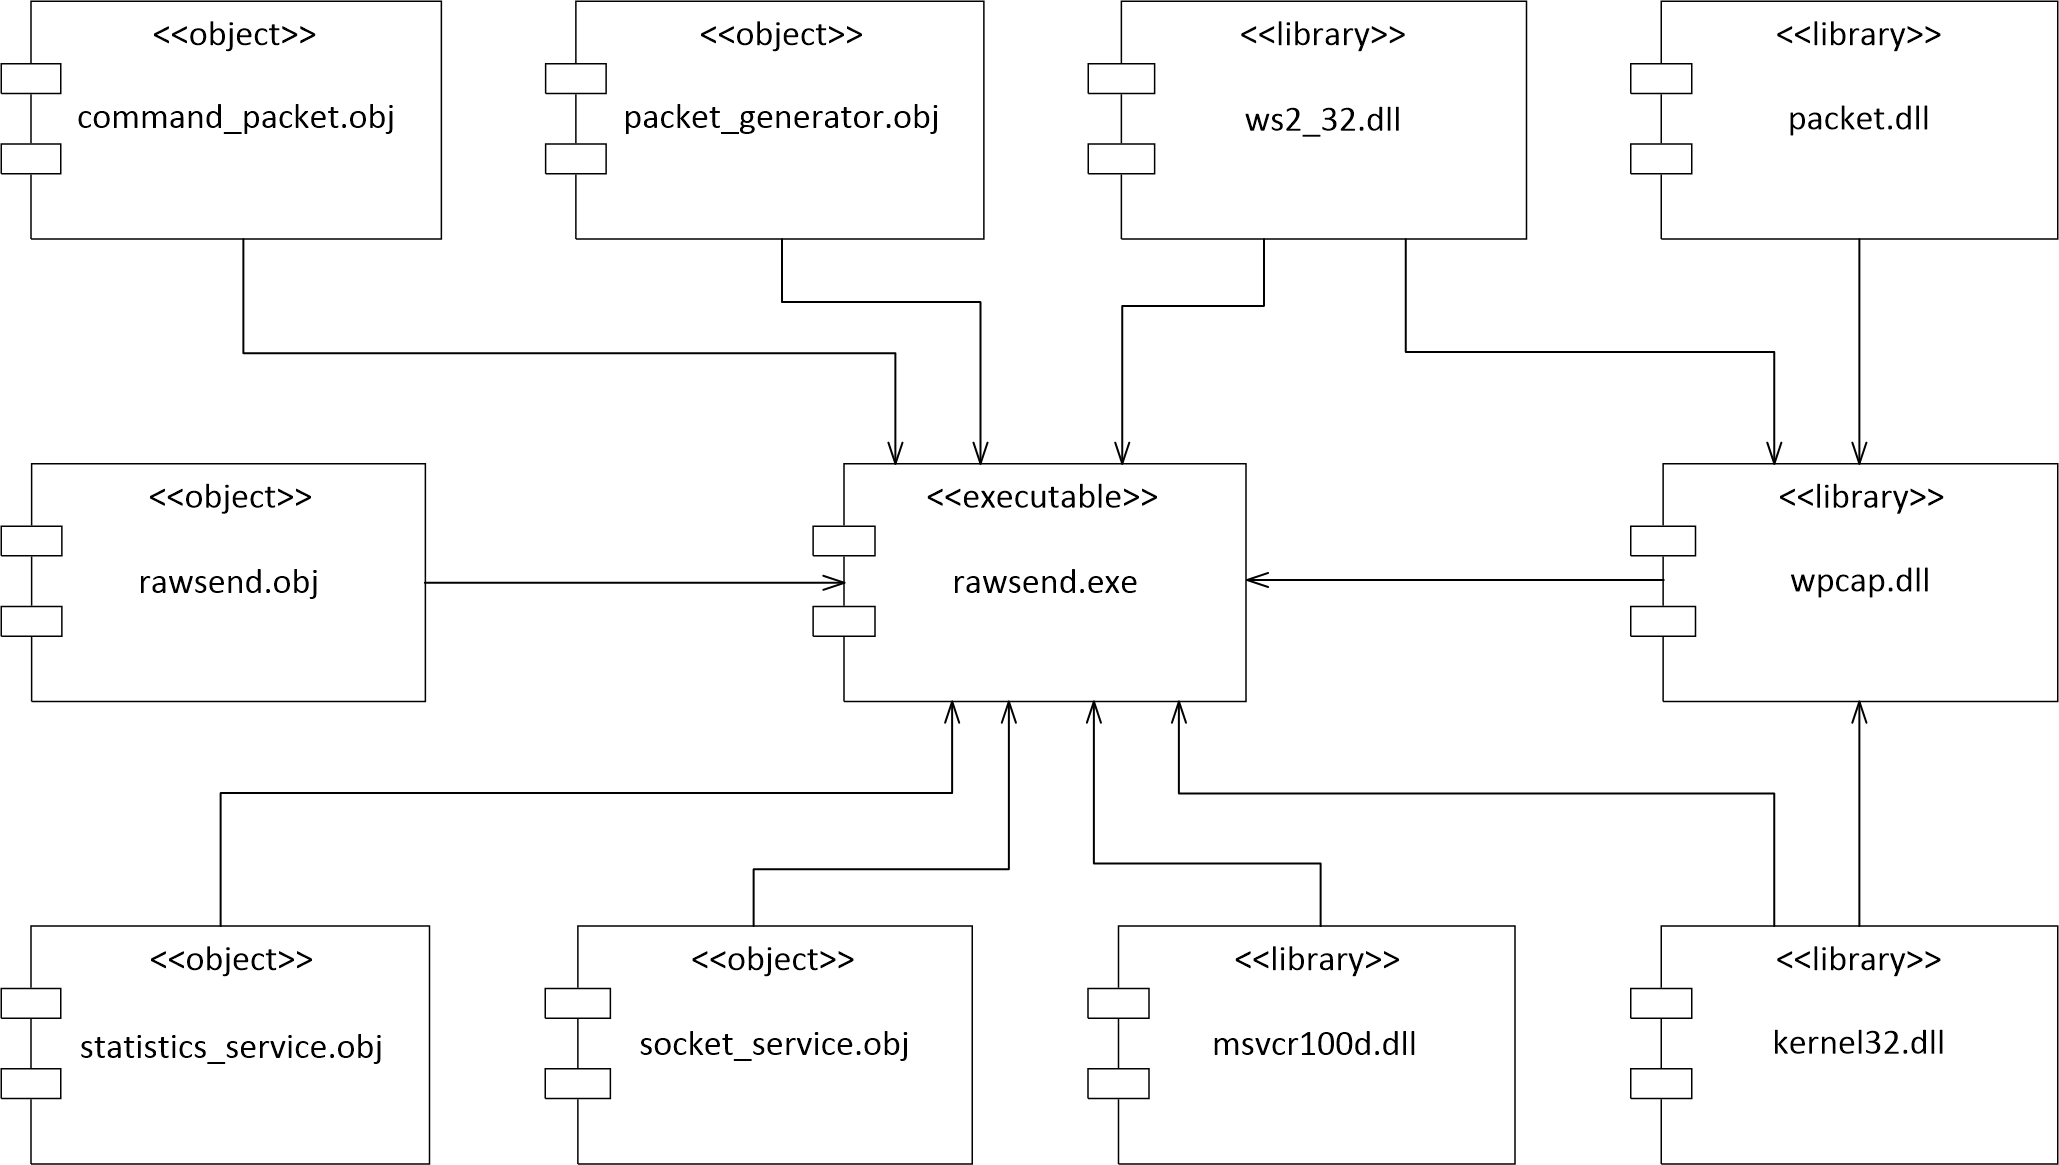 <<object>>
command_packet.obj
<<object>>
packet_generator.obj
<<library>>
ws2_32.dll
<<library>>
packet.dll
<<object>>
rawsend.obj
<<executable>>
rawsend.exe
<<library>>
wpcap.dll
<<object>>
statistics_service.obj
<<object>>
socket_service.obj
<<library>>
msvcr100d.dll
<<library>>
kernel32.dll